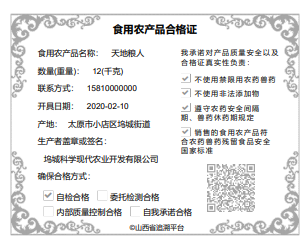 食用农产品合格证
食用农产品名称： 天地粮人
数量(重量)： 12(千克)
联系方式： 15810000000
开具日期： 2020-02-10
产地： 太原市小店区坞城街道
生产者盖章或签名：
坞城科学现代农业开发有限公司
确保合格方式：
自检合格 委托检测合格
内部质量控制合格 自我承诺合格
我承诺对产品质量安全以及
合格证真实性负责：
不使用禁限用农药兽药
不使用非法添加物
遵守农药安全间隔
期、兽药休药期规定
销售的食用农产品符
合农药兽药残留食品安全
国家标准
©山西省追溯平台